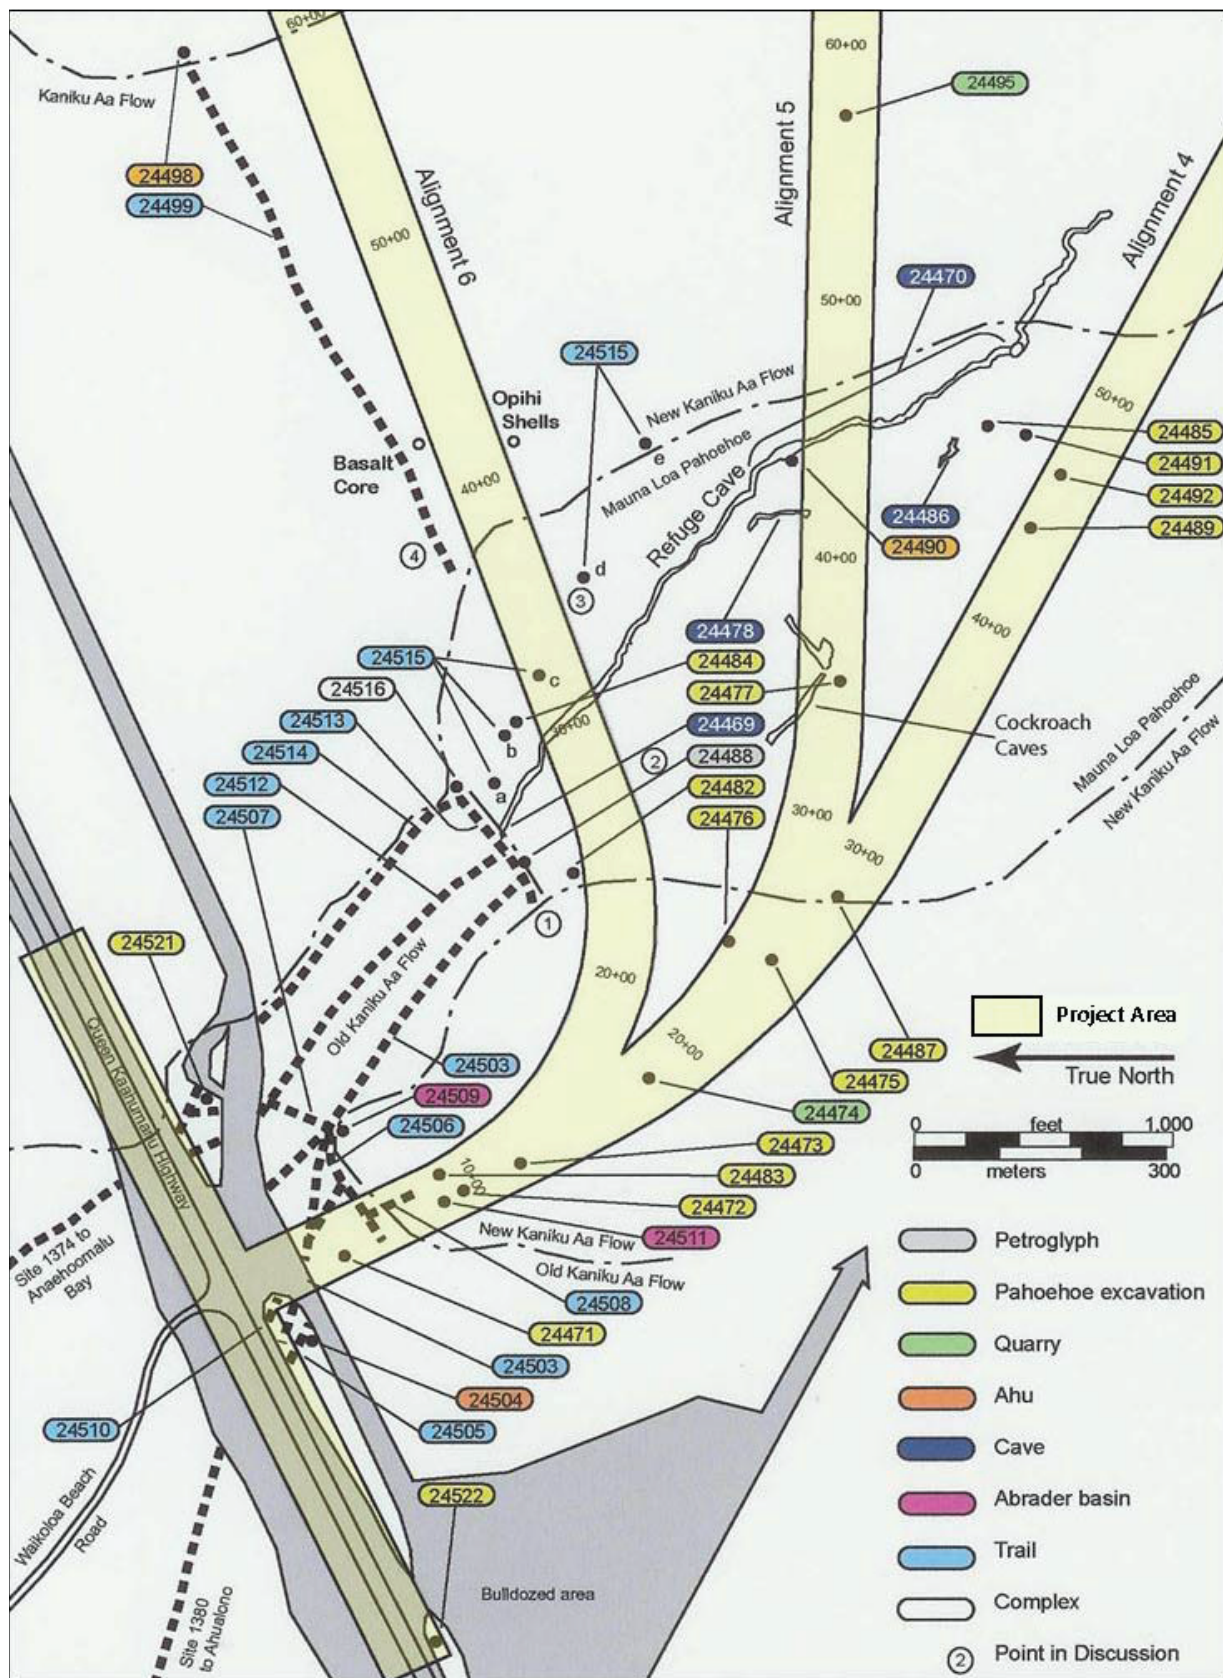 60+00
60+00
24495
Kaniku Aa Flow
Alignment 5
Alignment 4
24498
24499
Alignment 6
50+00
24470
50+00
24515
Opihi
Shells
New Kaniku Aa Flow
Mauna Loa Pahoehoe
50+00
24485
24491
24492
24489
Basalt
Core
e
40+00
Refuge Cave
24486
24490
4
d
3
40+00
40+00
24478
24484
24477
24469
24488
24482
24476
24515
24516
24513
24514
24512
24507
c
b
a
30+00
2
Cockroach
Caves
Mauna Loa Pahoehoe
New Kaniku Aa Flow
30+00
30+00
1
24521
Old Kaniku Aa Flow
20+00
20+00
Project Area
True North
24487
24475
24474
24503
24509
24506
Queen Kaahumanu Highway
0 feet 1,000
0 meters 300
24473
24483
24472
24511
10+00
New Kaniku Aa Flow
Old Kaniku Aa Flow
Site 1374 to
Anaehoomalu
Bay
24508
24471
24503
24504
24505
24510
Petroglyph
Pahoehoe excavation
Quarry
Ahu
Cave
Abrader basin
Trail
Complex
2 Point in Discussion
24522
Waikoloa Beach
Road
Site 1380
to Ahualono
Bulldozed area